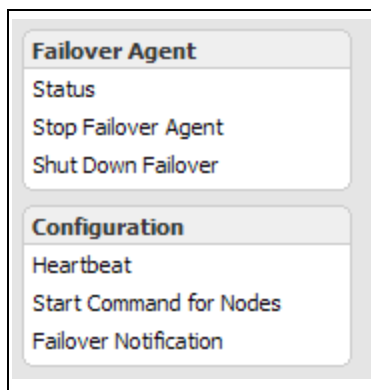 Failover Agent
Status
Stop Failover Agent
Shut Down Failover
Configuration
Heartbeat
Start Command for Nodes
Failover Notification